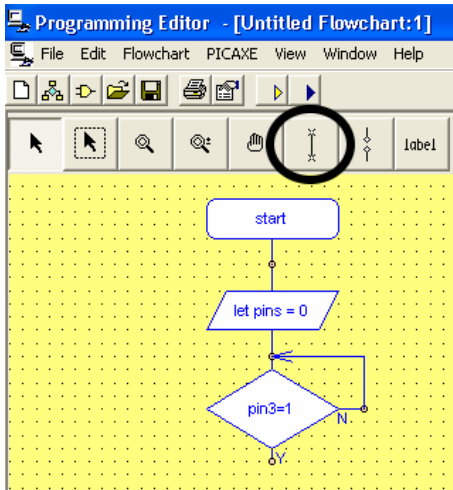 Programming Editor - [Untitled Flowchart:1]
File Edit Flowchart PICAXE View Window Help
label
start
let pins = 0
pin3=1
N
Y